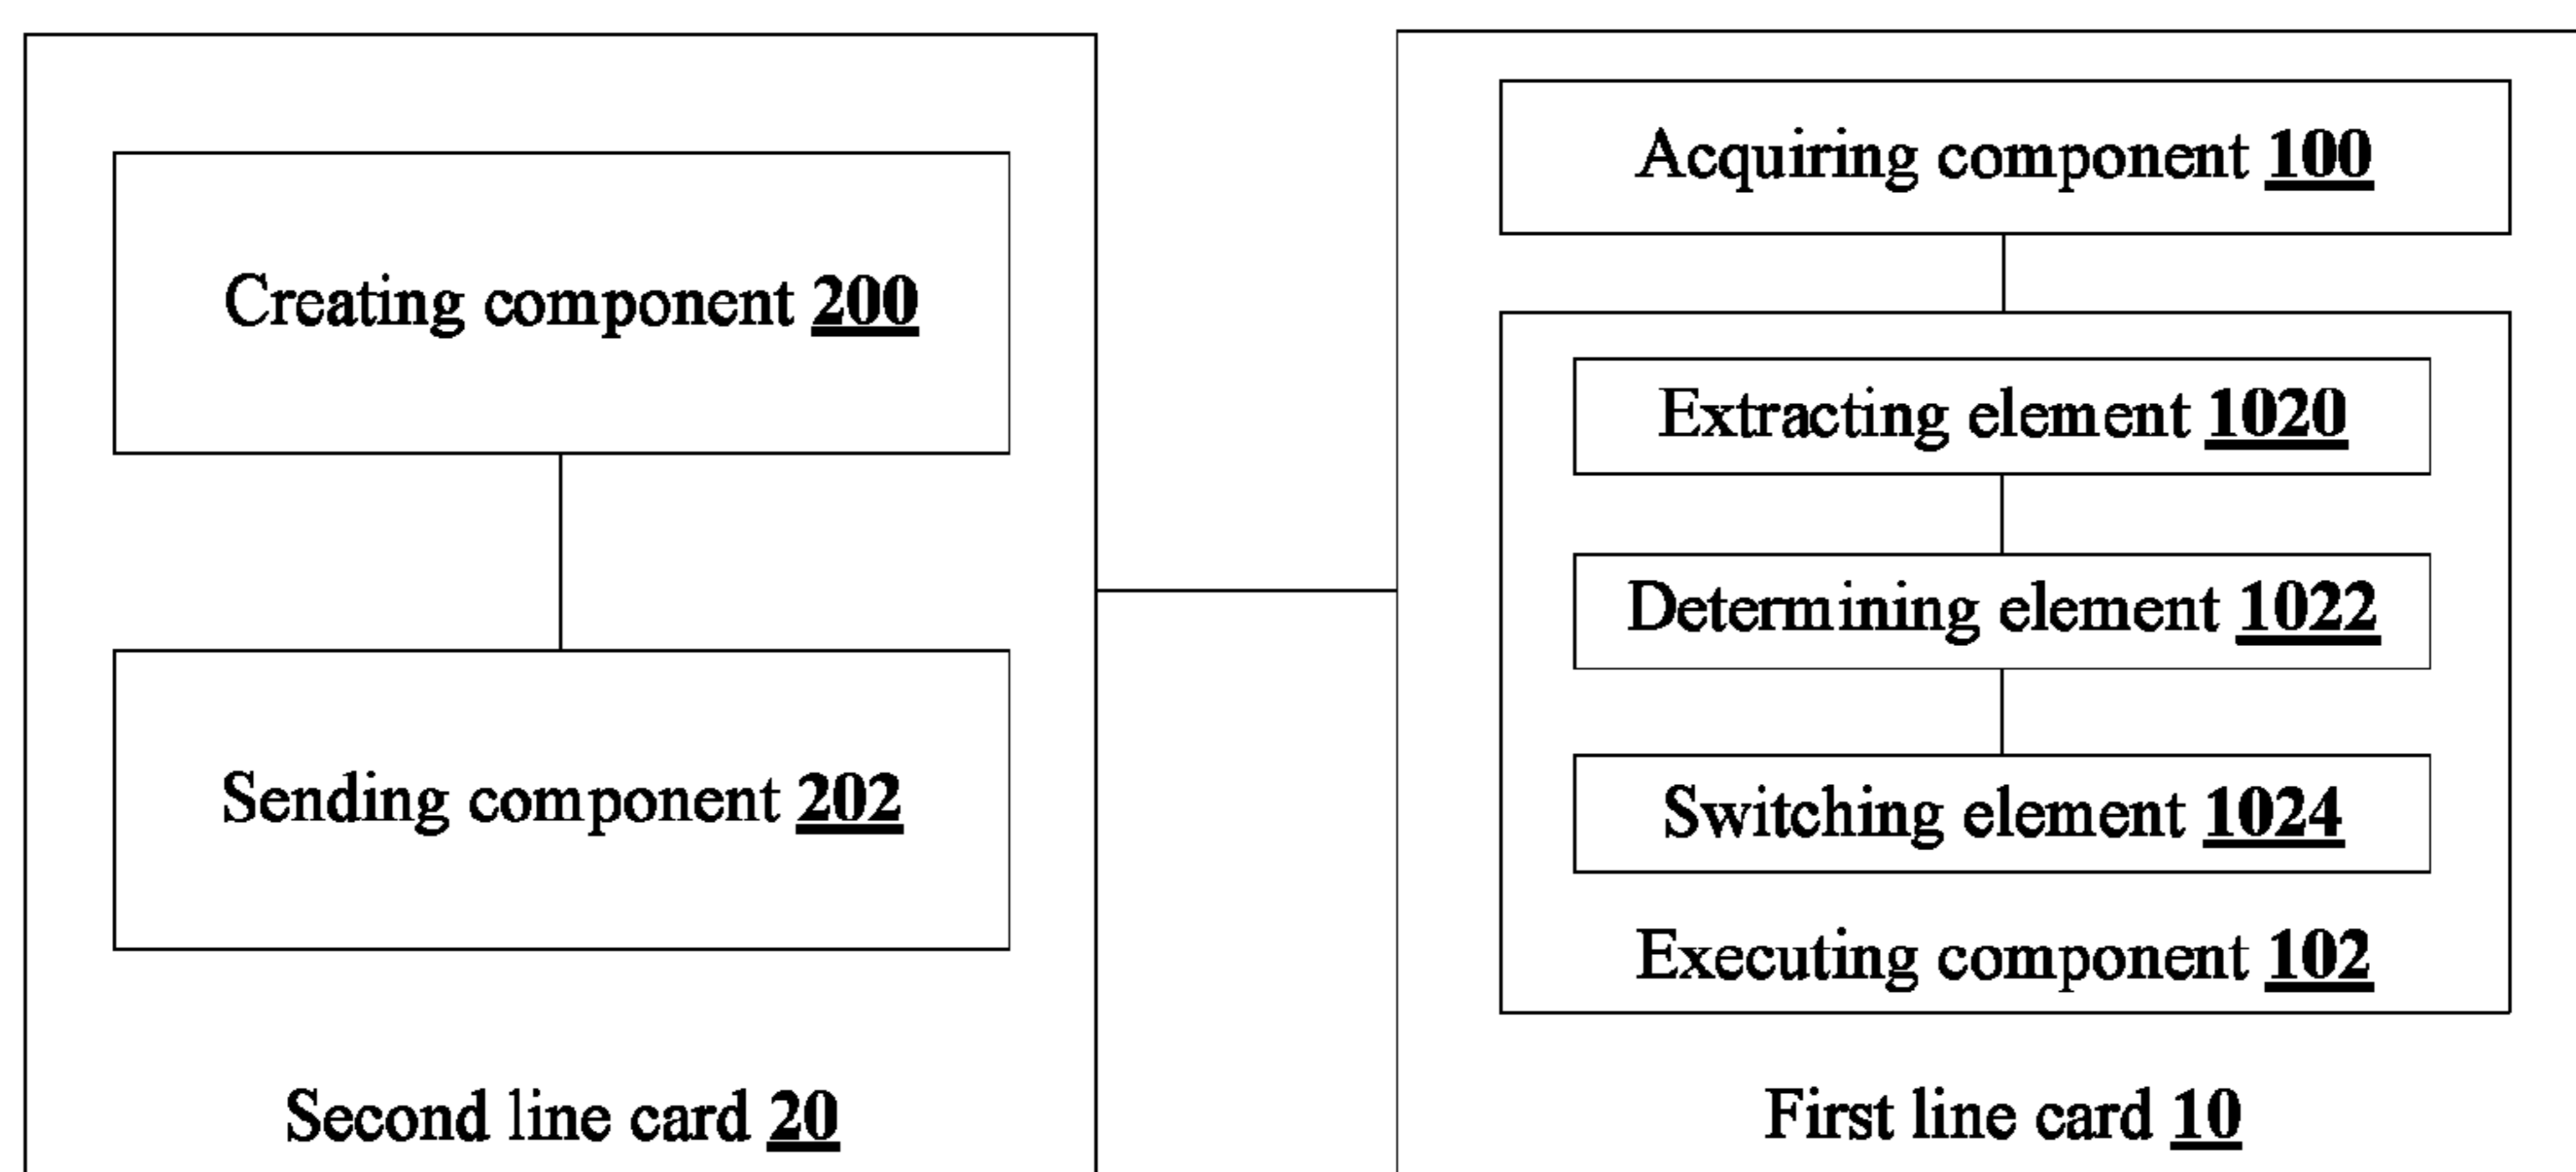 Creating component 200
Sending component 202
Second line card 20
Acquiring component 100
Extracting element 1020
Determining element 1022
Switching element 1024
Executing component 102
First line card 10